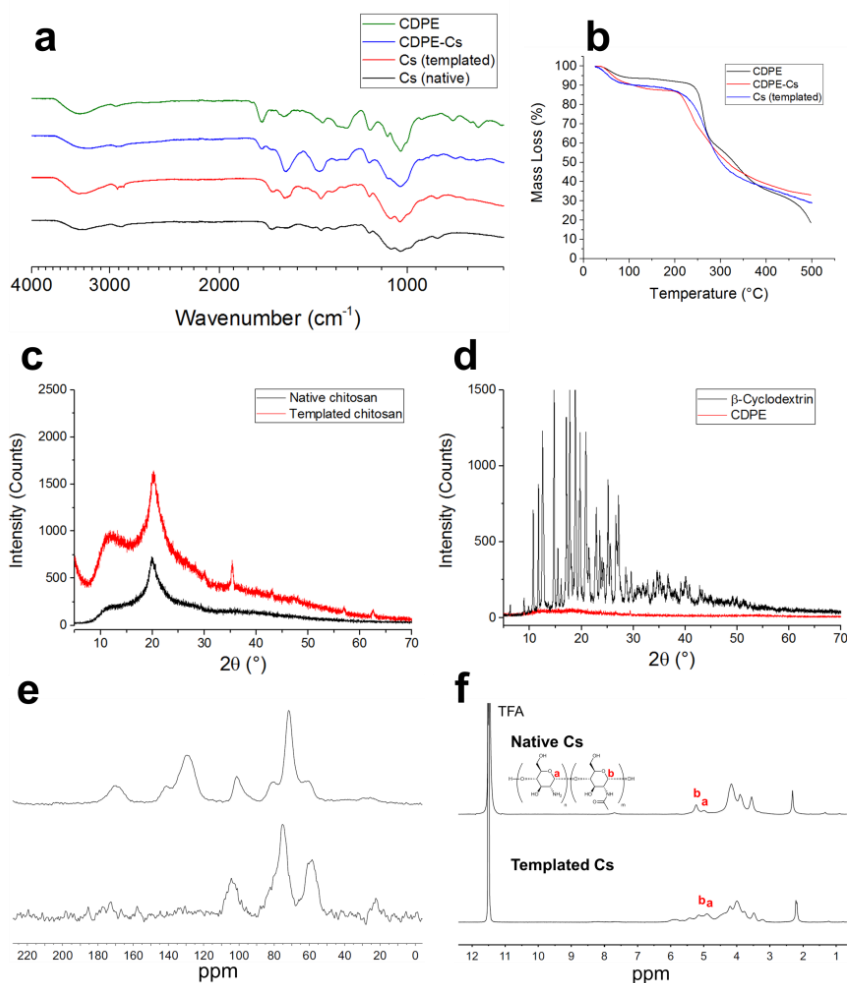 a
CDPE
CDPE-Cs
Cs (templated)
Cs (native)
4000 3000 2000 1000
Wavenumber (cm-1)
b
CDPE
CDPE-Cs
Cs (templated)
100
90
80
70
60
50
40
30
20
10
0
Mass Loss (%)
0 100 200 300 400 500
Temperature (°C)
c
Native chitosan
Templated chitosan
2500
2000
1500
1000
500
0
Intensity (Counts)
10 20 30 40 50 60 70
2θ (°)
d
β-Cyclodextrin
CDPE
1500
1000
500
0
Intensity (Counts)
10 20 30 40 50 60 70
2θ (°)
e
220 200 180 160 140 120 100 80 60 40 20 0
ppm
f
TFA
Native Cs
a
b
b
a
Templated Cs
b
a
12 11 10 9 8 7 6 5 4 3 2 1
ppm